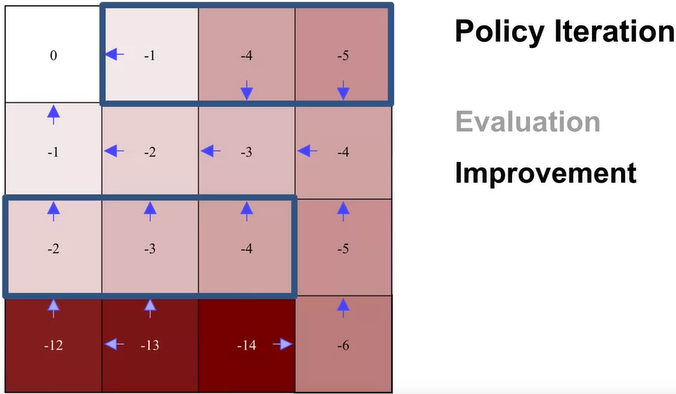 Policy Iteration
0 -1 -4 -5
Evaluation
-1 -2 -3 -4
Improvement
-2 -3 -4 -5
-12 -13 -14 -6